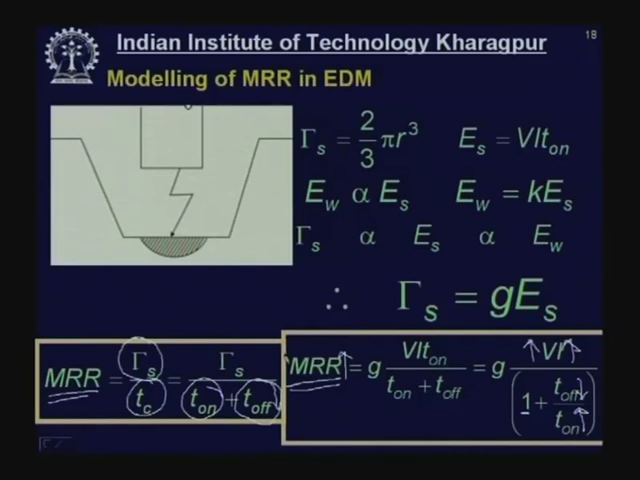 Indian Institute of Technology Kharagpur
18
Modelling of MRR in EDM
Γs = 2/3 πr³   Es = VIton
Ew α Es   Ew = kEs
Γs α Es α Ew
∴ Γs = gEs
MRR = Γs/tc = Γs/(ton + toff)
MRR = g VIton/(ton + toff) = g VI/(1 + toff/ton)